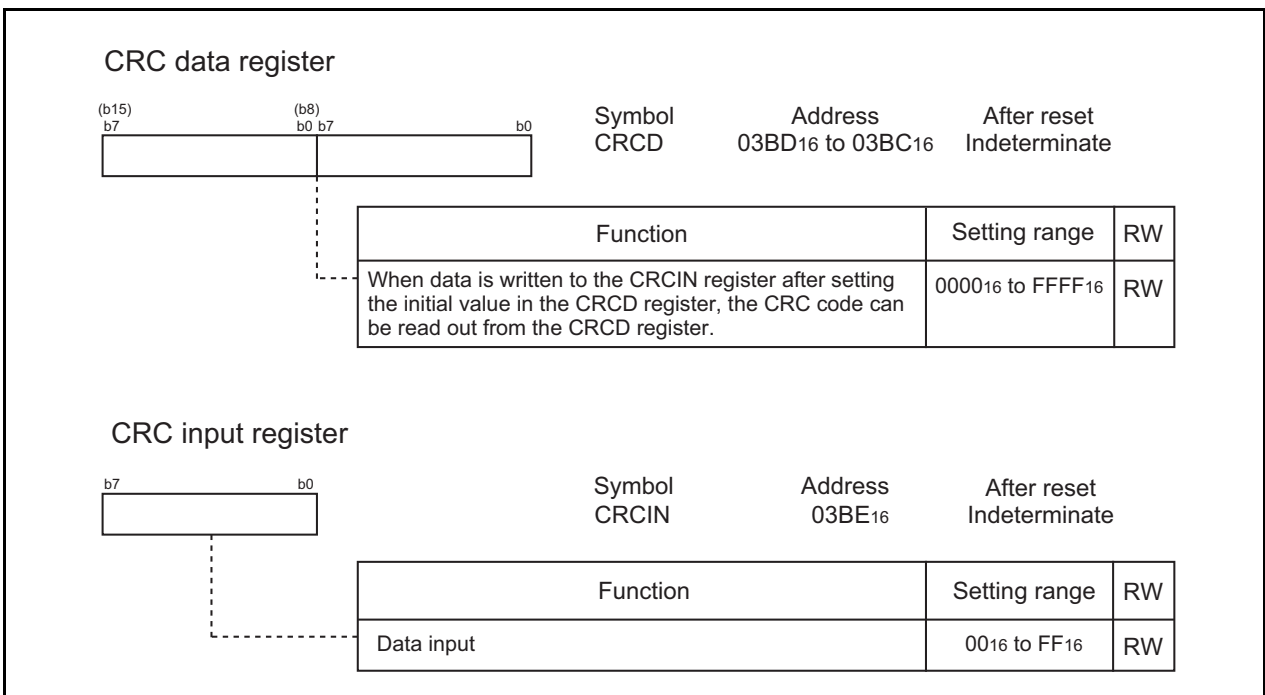 CRC data register
(b15) (b8)
b7 b0 b7 b0
Symbol Address After reset
CRCD 03BD16 to 03BC16 Indeterminate
Function Setting range RW
When data is written to the CRCIN register after setting
the initial value in the CRCD register, the CRC code can
be read out from the CRCD register.
000016 to FFFF16 RW
CRC input register
b7 b0
Symbol Address After reset
CRCIN 03BE16 Indeterminate
Function Setting range RW
Data input 0016 to FF16 RW